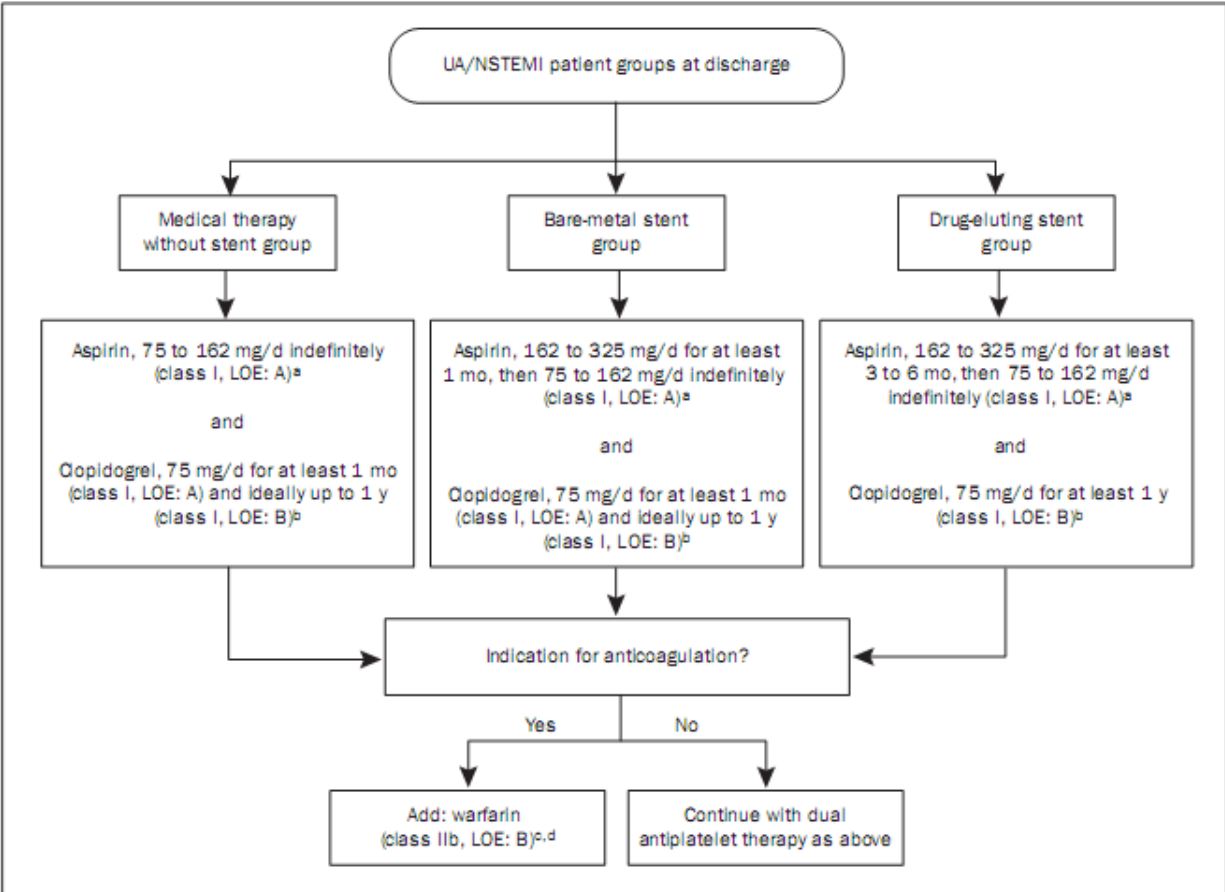 UA/NSTEMI patient groups at discharge
Medical therapy
without stent group
Bare-metal stent
group
Drug-eluting stent
group
Aspirin, 75 to 162 mg/d indefinitely
(class I, LOE: A)ᵃ
and
Clopidogrel, 75 mg/d for at least 1 mo
(class I, LOE: A) and ideally up to 1 y
(class I, LOE: B)ᵇ
Aspirin, 162 to 325 mg/d for at least
1 mo, then 75 to 162 mg/d indefinitely
(class I, LOE: A)ᵃ
and
Clopidogrel, 75 mg/d for at least 1 mo
(class I, LOE: A) and ideally up to 1 y
(class I, LOE: B)ᵇ
Aspirin, 162 to 325 mg/d for at least
3 to 6 mo, then 75 to 162 mg/d
indefinitely (class I, LOE: A)ᵃ
and
Clopidogrel, 75 mg/d for at least 1 y
(class I, LOE: B)ᵇ
Indication for anticoagulation?
Yes
No
Add: warfarin
(class IIb, LOE: B)ᶜ,ᵈ
Continue with dual
antiplatelet therapy as above